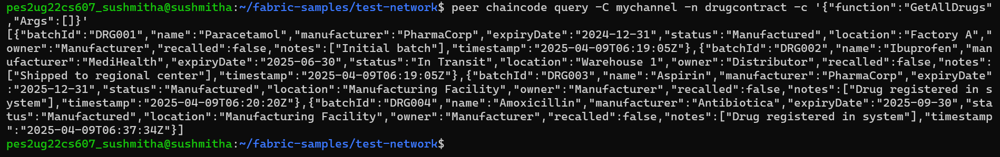 pes2ug22cs607_sushmitha@sushmitha:~/fabric-samples/test-network$ peer chaincode query -C mychannel -n drugcontract -c '{"function":"GetAllDrugs"
,"Args":[]}'
[{"batchId":"DRG001","name":"Paracetamol","manufacturer":"PharmaCorp","expiryDate":"2024-12-31","status":"Manufactured","location":"Factory A","
owner":"Manufacturer","recalled":false,"notes":["Initial batch"],"timestamp":"2025-04-09T06:19:05Z"},{"batchId":"DRG002","name":"Ibuprofen","man
ufacturer":"MediHealth","expiryDate":"2025-06-30","status":"In Transit","location":"Warehouse 1","owner":"Distributor","recalled":false,"notes":
["Shipped to regional center"],"timestamp":"2025-04-09T06:19:05Z"},{"batchId":"DRG003","name":"Aspirin","manufacturer":"PharmaCorp","expiryDate"
:"2025-12-31","status":"Manufactured","location":"Manufacturing Facility","owner":"Manufacturer","recalled":false,"notes":["Drug registered in s
ystem"],"timestamp":"2025-04-09T06:20:20Z"},{"batchId":"DRG004","name":"Amoxicillin","manufacturer":"Antibiotica","expiryDate":"2025-09-30","sta
tus":"Manufactured","location":"Manufacturing Facility","owner":"Manufacturer","recalled":false,"notes":["Drug registered in system"],"timestamp
":"2025-04-09T06:37:34Z"}]
pes2ug22cs607_sushmitha@sushmitha:~/fabric-samples/test-network$